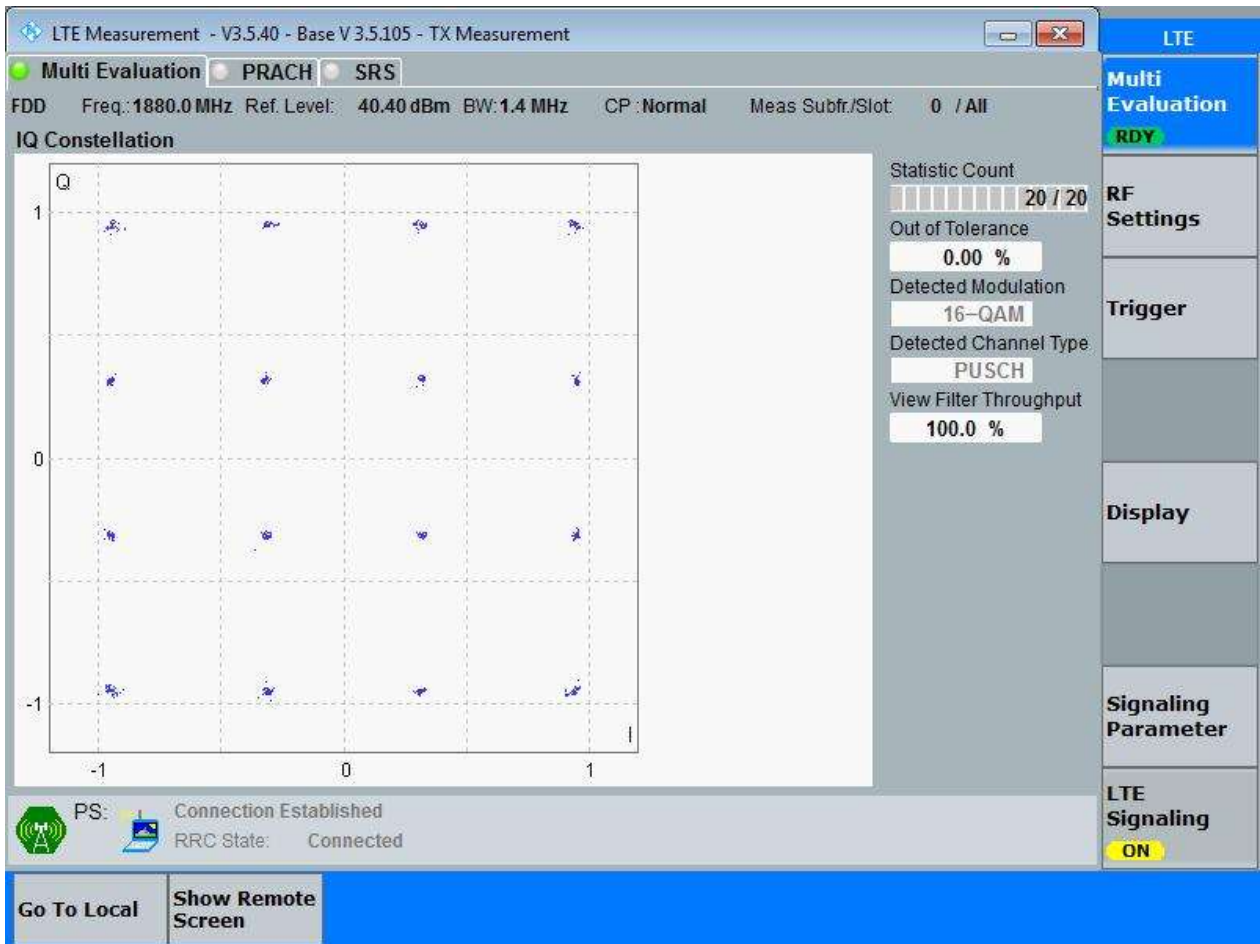 LTE Measurement - V3.5.40 - Base V 3.5.105 - TX Measurement
LTE
Multi Evaluation PRACH SRS
FDD Freq.: 1880.0 MHz Ref. Level: 40.40 dBm BW: 1.4 MHz CP : Normal Meas Subfr./Slot: 0 / All
IQ Constellation
Q
1
0
-1
I
-1 0 1
Statistic Count
20 / 20
Out of Tolerance
0.00 %
Detected Modulation
16-QAM
Detected Channel Type
PUSCH
View Filter Throughput
100.0 %
Multi
Evaluation
RDY
RF
Settings
Trigger
Display
Signaling
Parameter
LTE
Signaling
ON
PS: Connection Established
RRC State: Connected
Go To Local
Show Remote
Screen